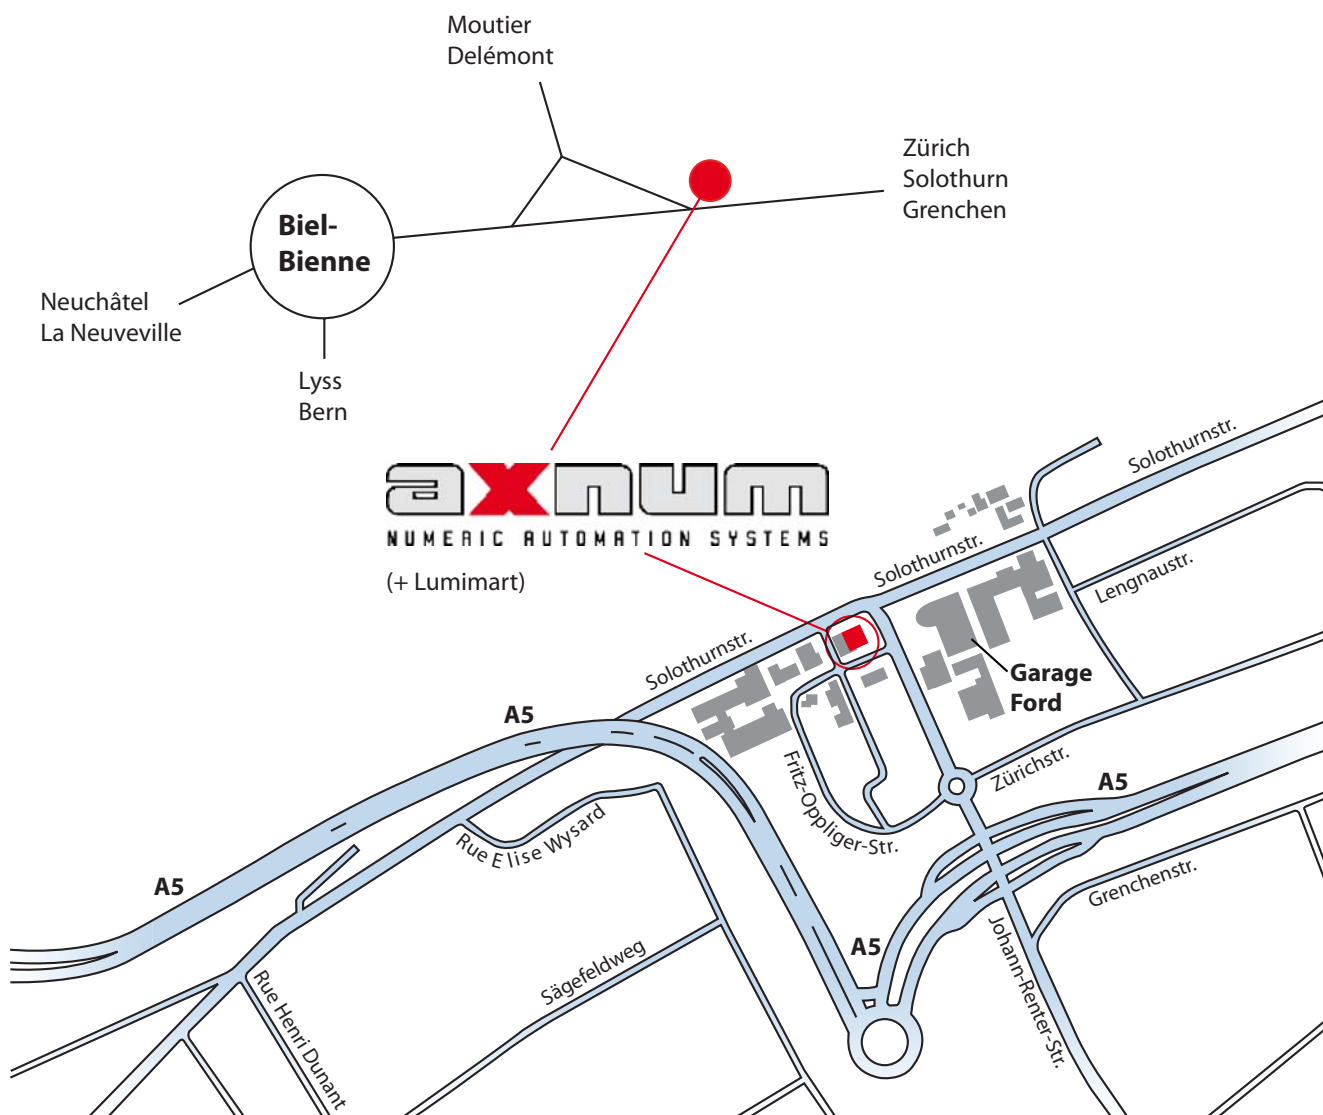 Moutier
Delémont
Zürich
Solothurn
Grenchen
Biel-
Bienne
Neuchâtel
La Neuveville
Lyss
Bern
axnum
NUMERIC AUTOMATION SYSTEMS
(+ Lumimart)
Solothurnstr.
Solothurnstr.
Lengnaustr.
Solothurnstr.
Garage
Ford
A5
Zürichstr.
A5
Fritz-Oppliger-Str.
Rue Elise Wysard
A5
Grenchenstr.
A5
Johann-Renter-Str.
Sägefeldweg
Rue Henri Dunant